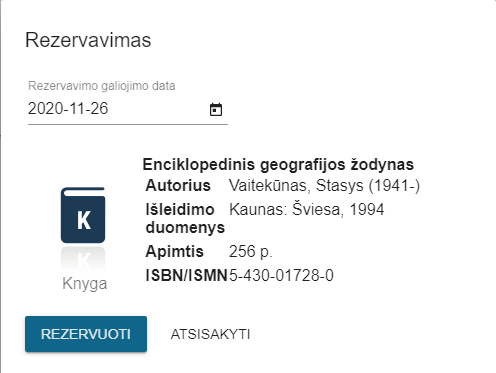 Rezervavimas
Rezervavimo galiojimo data
2020-11-26
Enciklopedinis geografijos žodynas
Autorius Vaitekūnas, Stasys (1941-)
Išleidimo duomenys Kaunas: Šviesa, 1994
Apimtis 256 p.
ISBN/ISMN 5-430-01728-0
K
Knyga
REZERVUOTI ATSISAKYTI